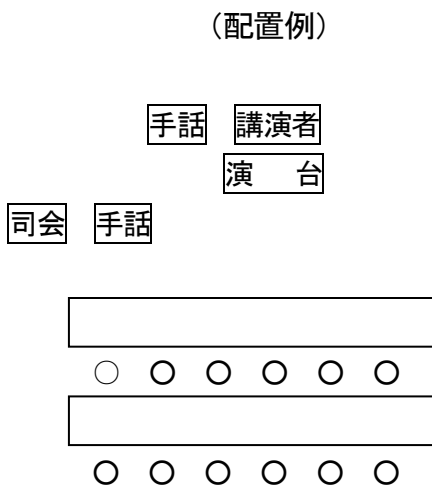 （配置例）
手話 講演者
演 台
司会 手話